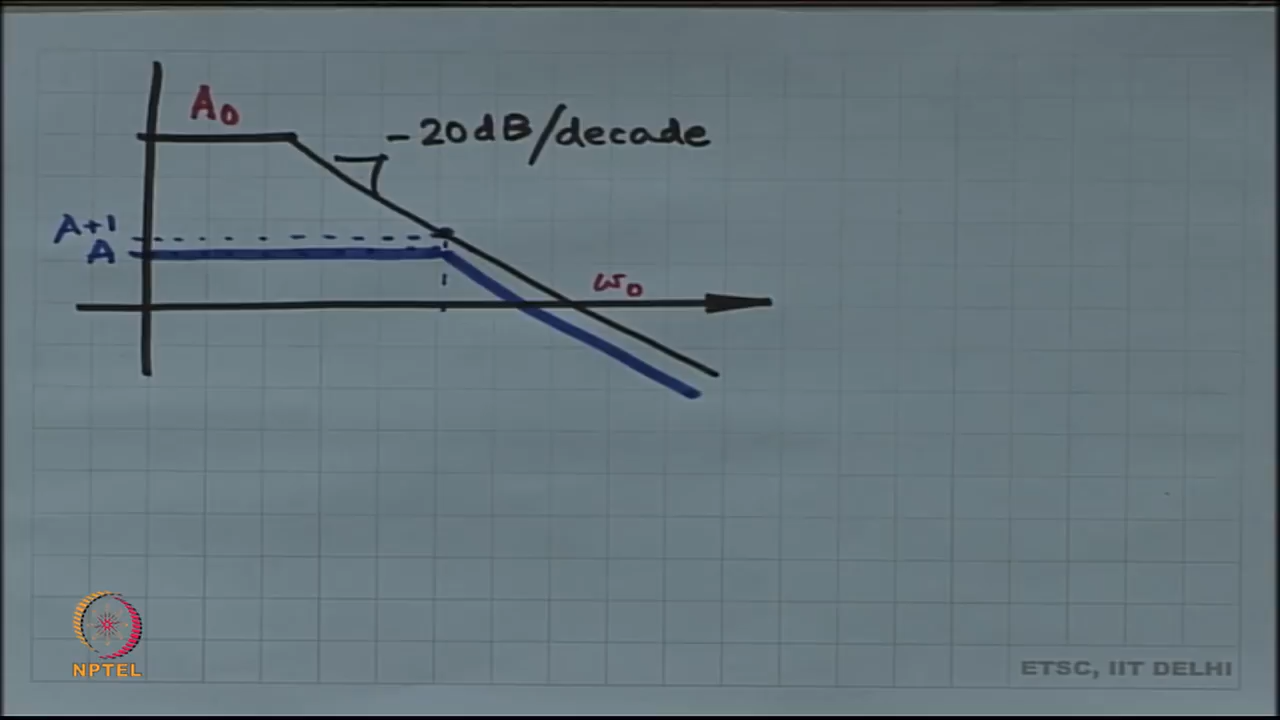 A0
-20dB/decade
A+1
A
ω0
NPTEL
ETSC, IIT DELHI